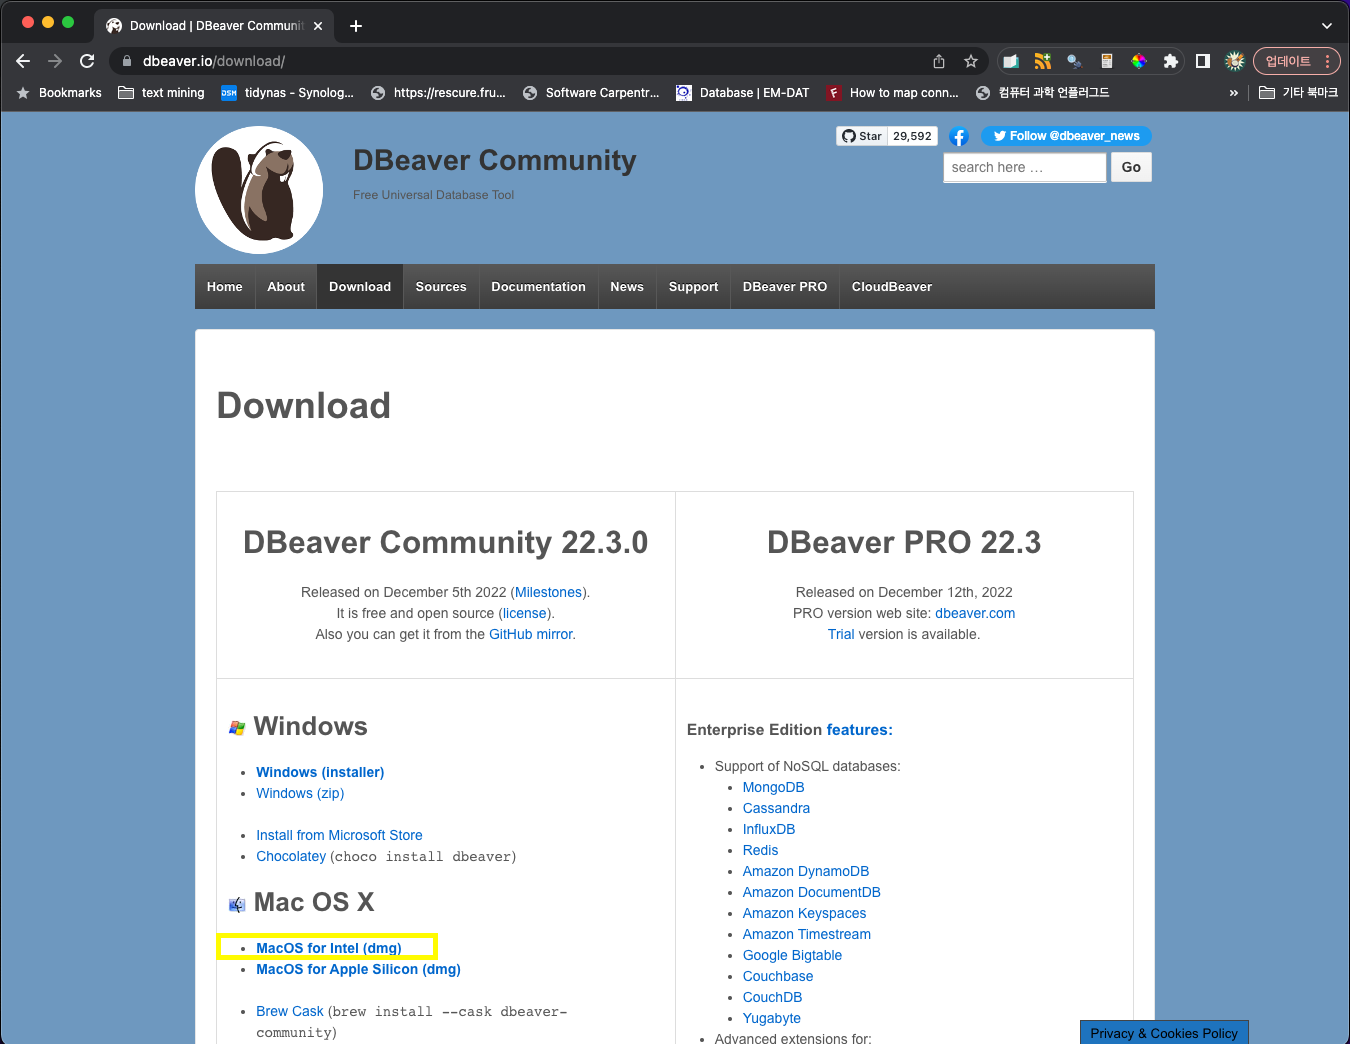 Download | DBeaver Communit
dbeaver.io/download/
업데이트
Bookmarks
text mining
DSM
tidynas - Synolog...
https://rescure.fru...
Software Carpentr...
Database | EM-DAT
How to map conn...
컴퓨터 과학 언플러그드
»
기타 북마크
DBeaver Community
Free Universal Database Tool
Star 29,592
Follow @dbeaver_news
search here …
Go
Home
About
Download
Sources
Documentation
News
Support
DBeaver PRO
CloudBeaver
Download
DBeaver Community 22.3.0
Released on December 5th 2022 (Milestones).
It is free and open source (license).
Also you can get it from the GitHub mirror.
DBeaver PRO 22.3
Released on December 12th, 2022
PRO version web site: dbeaver.com
Trial version is available.
Windows
Windows (installer)
Windows (zip)
Install from Microsoft Store
Chocolatey (choco install dbeaver)
Mac OS X
MacOS for Intel (dmg)
MacOS for Apple Silicon (dmg)
Brew Cask (brew install --cask dbeaver-
community)
Enterprise Edition features:
Support of NoSQL databases:
MongoDB
Cassandra
InfluxDB
Redis
Amazon DynamoDB
Amazon DocumentDB
Amazon Keyspaces
Amazon Timestream
Google Bigtable
Couchbase
CouchDB
Yugabyte
Advanced extensions for:
Privacy & Cookies Policy